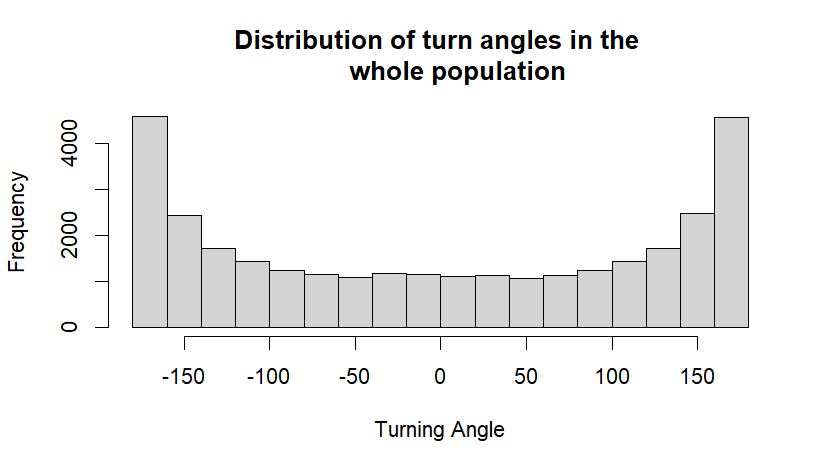 Distribution of turn angles in the
whole population
Frequency
4000
2000
0
-150 -100 -50 0 50 100 150
Turning Angle